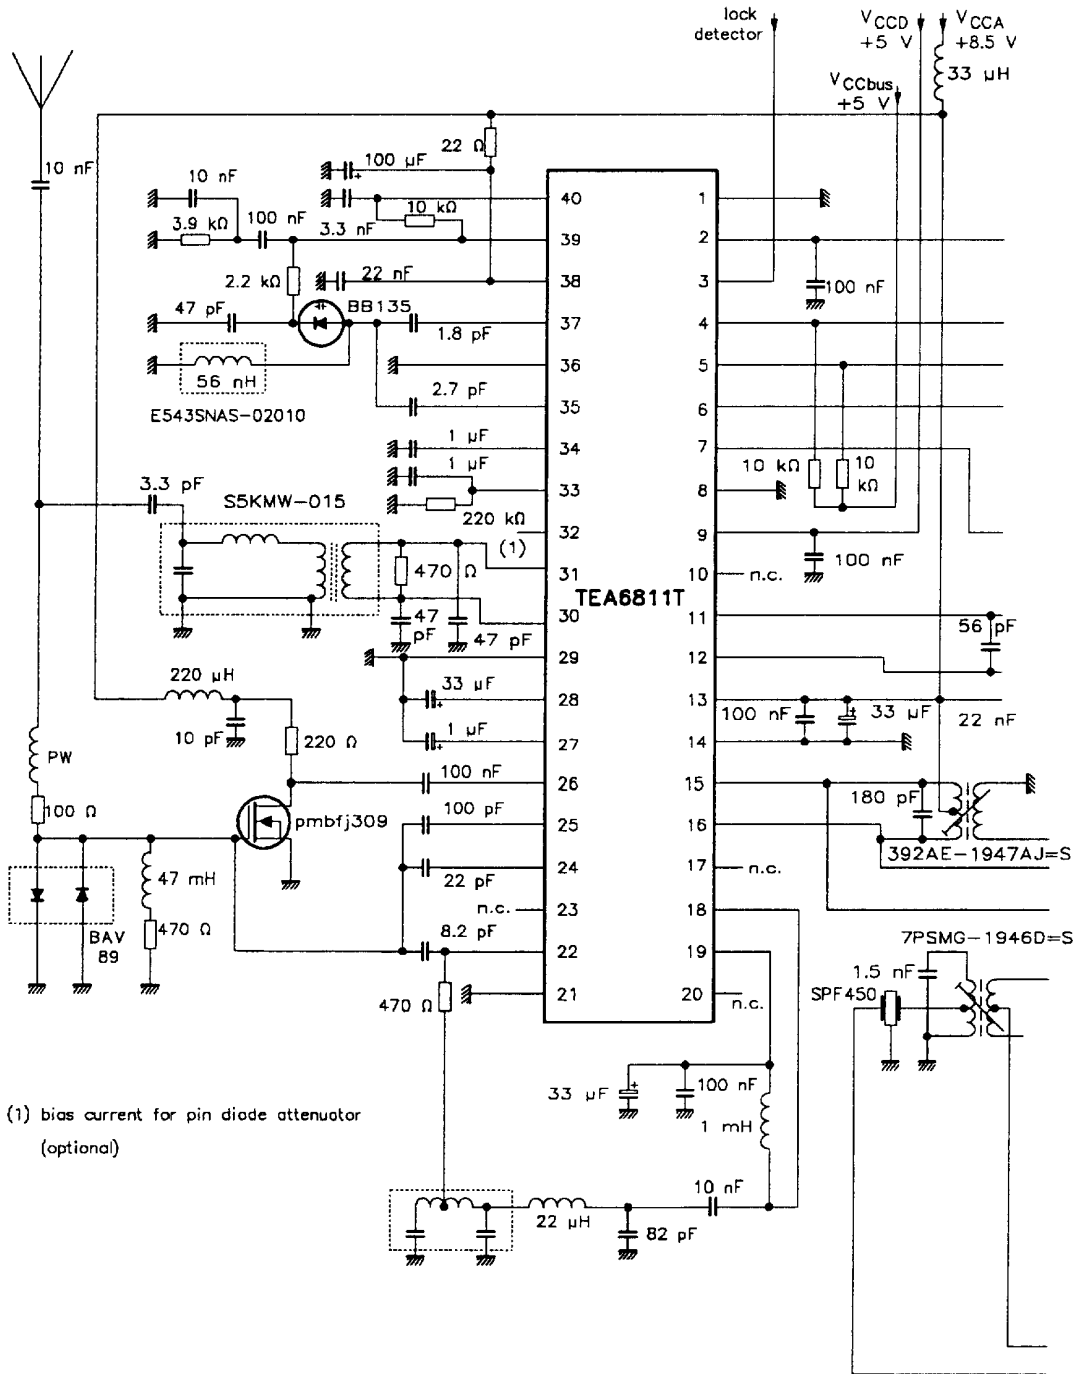 lock
detector
VCCD
+5 V
VCCA
+8.5 V
33 µH
VCCbus
+5 V
10 nF
22 Ω
100 µF
10 nF
10 kΩ
3.9 kΩ
100 nF
3.3 nF
2.2 kΩ
22 nF
47 pF
BB135
1.8 pF
56 nH
E543SNAS-02010
2.7 pF
1 µF
1 µF
220 kΩ
(1)
3.3 pF
S5KMW-015
470 Ω
47
pF
47 pF
220 µH
10 pF
220 Ω
33 µF
1 µF
100 nF
PW
100 Ω
pmbfj309
100 pF
22 pF
n.c.
8.2 pF
47 mH
470 Ω
BAV
89
470 Ω
40
39
38
37
36
35
34
33
32
31
30
29
28
27
26
25
24
23
22
21
TEA6811T
1
2
3
4
5
6
7
8
9
10
11
12
13
14
15
16
17
18
19
20
100 nF
10 kΩ
10
kΩ
100 nF
n.c.
56
pF
100 nF
33 µF
22 nF
180 pF
392AE-1947AJ=S
n.c.
7PSMG-1946D=S
1.5 nF
SPF450
n.c.
33 µF
100 nF
1 mH
10 nF
22 µH
82 pF
(1) bias current for pin diode attenuator
(optional)